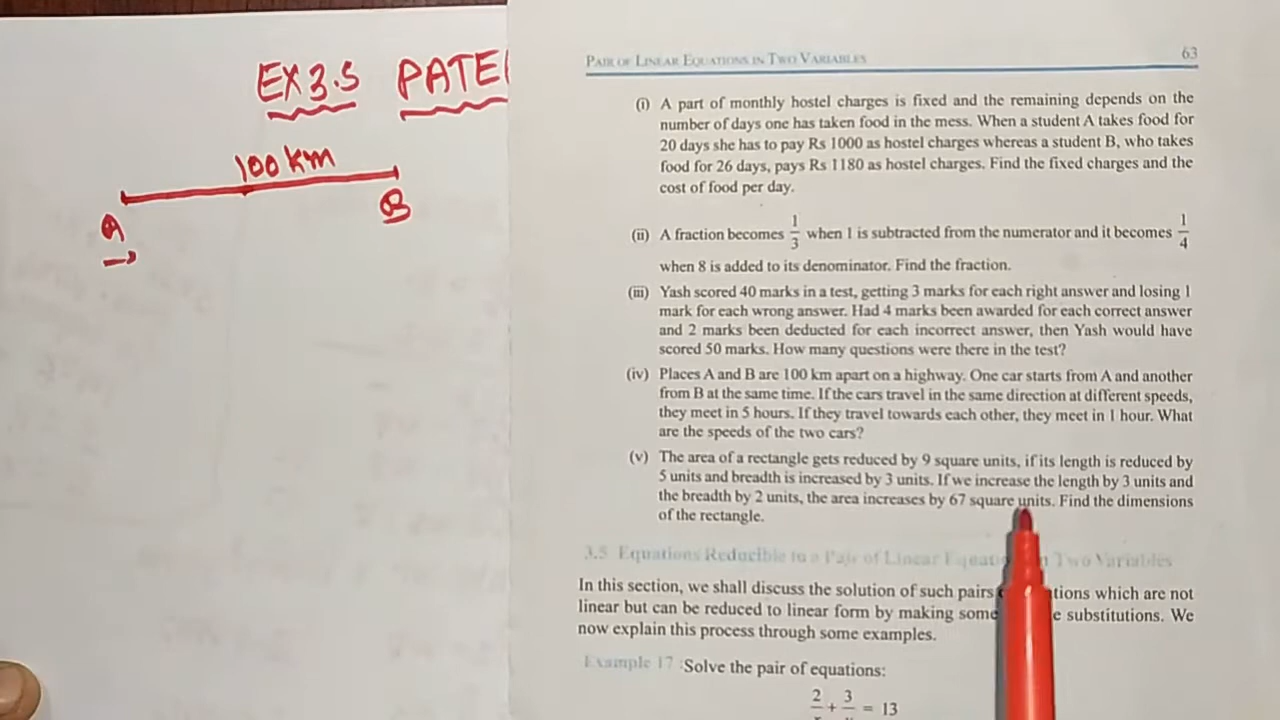 EX 3.5
100 km
A
B
PAIR OF LINEAR EQUATIONS IN TWO VARIABLES 63
(i) A part of monthly hostel charges is fixed and the remaining depends on the
number of days one has taken food in the mess. When a student A takes food for
20 days she has to pay Rs 1000 as hostel charges whereas a student B, who takes
food for 26 days, pays Rs 1180 as hostel charges. Find the fixed charges and the
cost of food per day.
(ii) A fraction becomes 1/3 when 1 is subtracted from the numerator and it becomes 1/4
when 8 is added to its denominator. Find the fraction.
(iii) Yash scored 40 marks in a test, getting 3 marks for each right answer and losing 1
mark for each wrong answer. Had 4 marks been awarded for each correct answer
and 2 marks been deducted for each incorrect answer, then Yash would have
scored 50 marks. How many questions were there in the test?
(iv) Places A and B are 100 km apart on a highway. One car starts from A and another
from B at the same time. If the cars travel in the same direction at different speeds,
they meet in 5 hours. If they travel towards each other, they meet in 1 hour. What
are the speeds of the two cars?
(v) The area of a rectangle gets reduced by 9 square units, if its length is reduced by
5 units and breadth is increased by 3 units. If we increase the length by 3 units and
the breadth by 2 units, the area increases by 67 square units. Find the dimensions
of the rectangle.
3.5 Equations Reducible to a Pair of Linear Two Variables
In this section, we shall discuss the solution of such pairs which are not
linear but can be reduced to linear form by making some substitutions. We
now explain this process through some examples.
Example 17 : Solve the pair of equations:
2 + 3 = 13